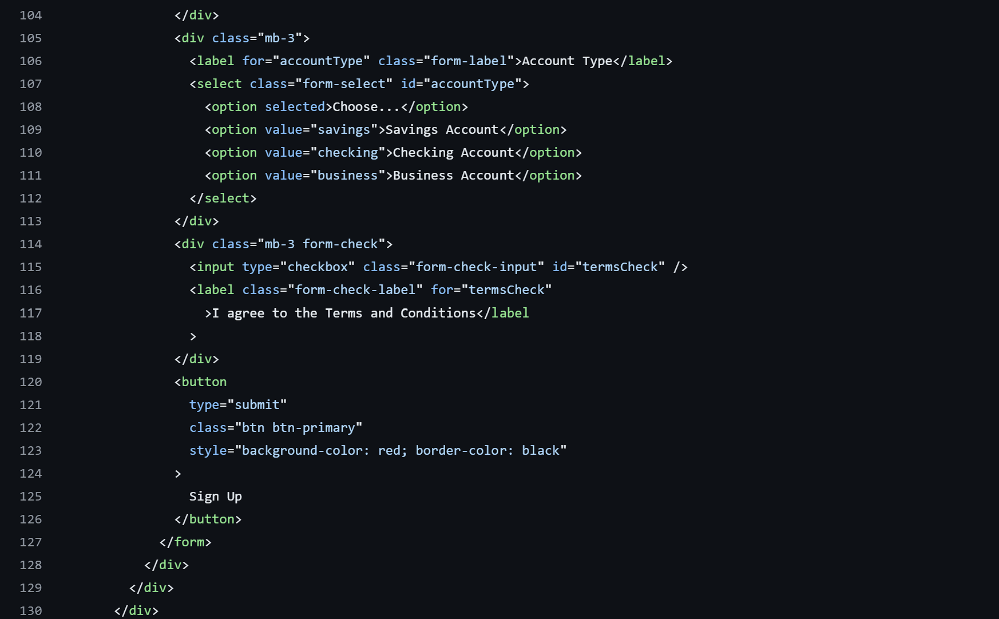 104                 </div>
105                 <div class="mb-3">
106                   <label for="accountType" class="form-label">Account Type</label>
107                   <select class="form-select" id="accountType">
108                     <option selected>Choose...</option>
109                     <option value="savings">Savings Account</option>
110                     <option value="checking">Checking Account</option>
111                     <option value="business">Business Account</option>
112                   </select>
113                 </div>
114                 <div class="mb-3 form-check">
115                   <input type="checkbox" class="form-check-input" id="termsCheck" />
116                   <label class="form-check-label" for="termsCheck"
117                     >I agree to the Terms and Conditions</label
118                   >
119                 </div>
120                 <button
121                   type="submit"
122                   class="btn btn-primary"
123                   style="background-color: red; border-color: black"
124                 >
125                   Sign Up
126                 </button>
127               </form>
128             </div>
129           </div>
130         </div>